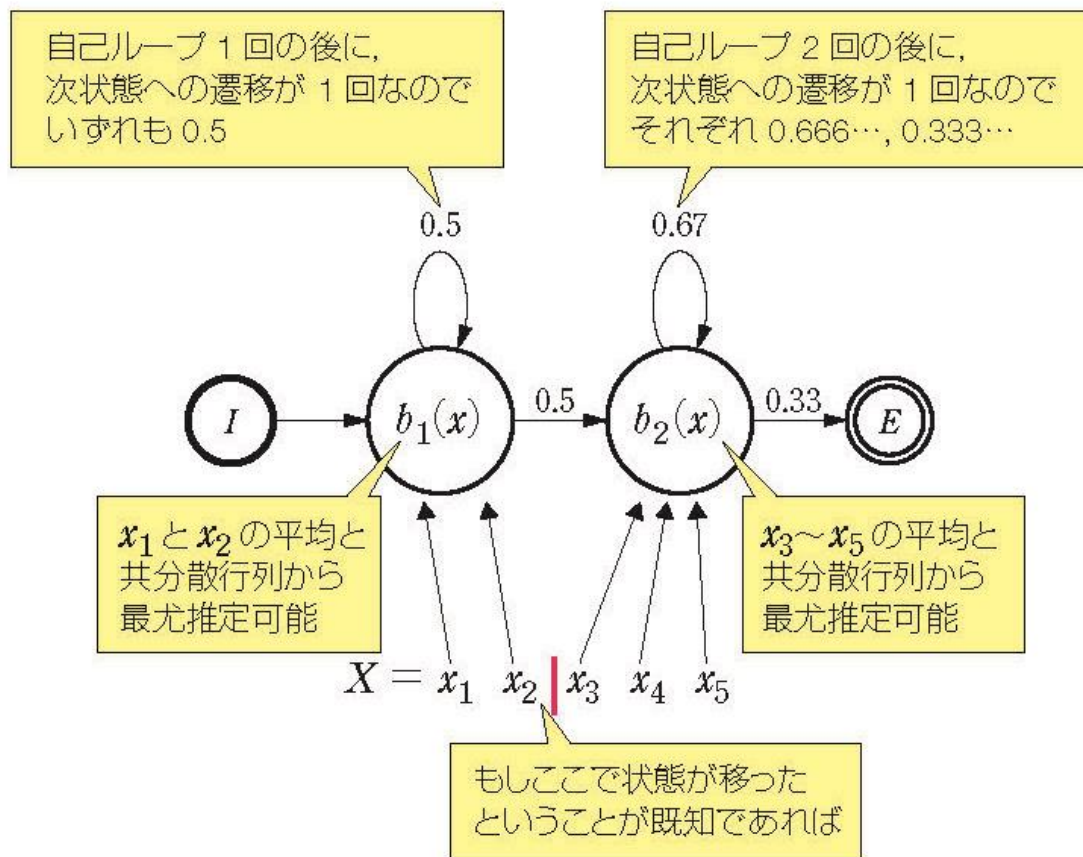 自己ループ 1 回の後に,
次状態への遷移が 1 回なので
いずれも 0.5
自己ループ 2 回の後に,
次状態への遷移が 1 回なので
それぞれ 0.666…, 0.333…
0.5
0.67
I
b₁(x)
0.5
b₂(x)
0.33
E
x₁ と x₂ の平均と
共分散行列から
最尤推定可能
x₃～x₅ の平均と
共分散行列から
最尤推定可能
X = x₁ x₂ x₃ x₄ x₅
もしここで状態が移った
ということが既知であれば